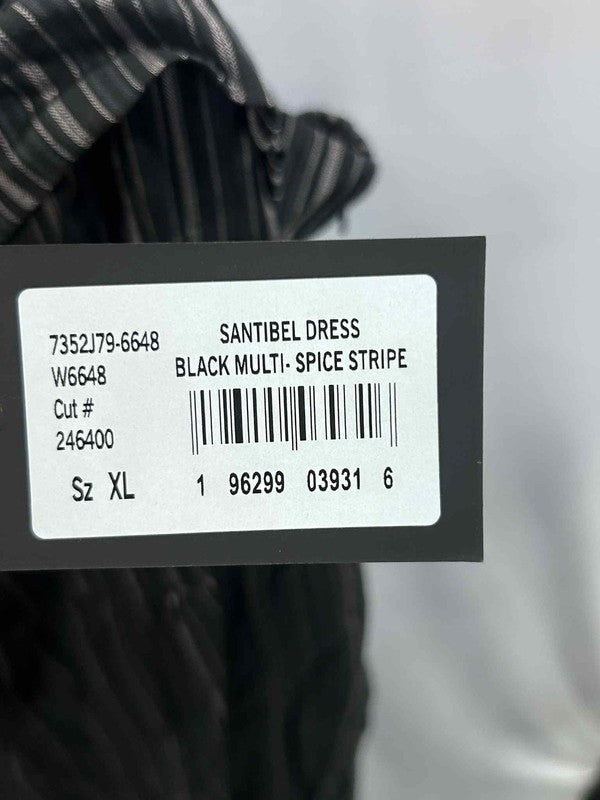 7352J79-6648
W6648
Cut #
246400
Sz XL
SANTIBEL DRESS
BLACK MULTI- SPICE STRIPE
1 96299 03931 6